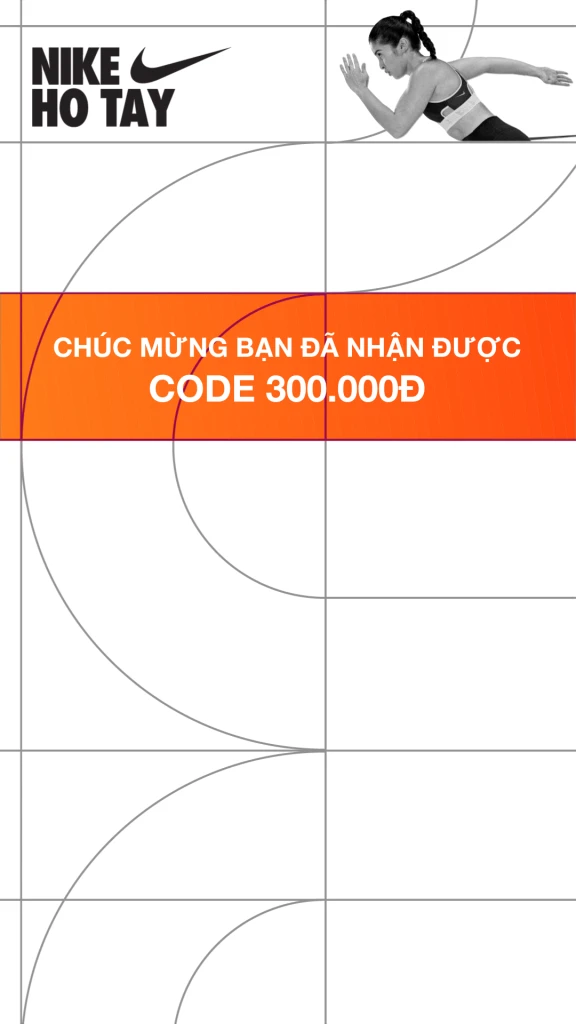 NIKE
HO TAY
CHÚC MỪNG BẠN ĐÃ NHẬN ĐƯỢC
CODE 300.000Đ